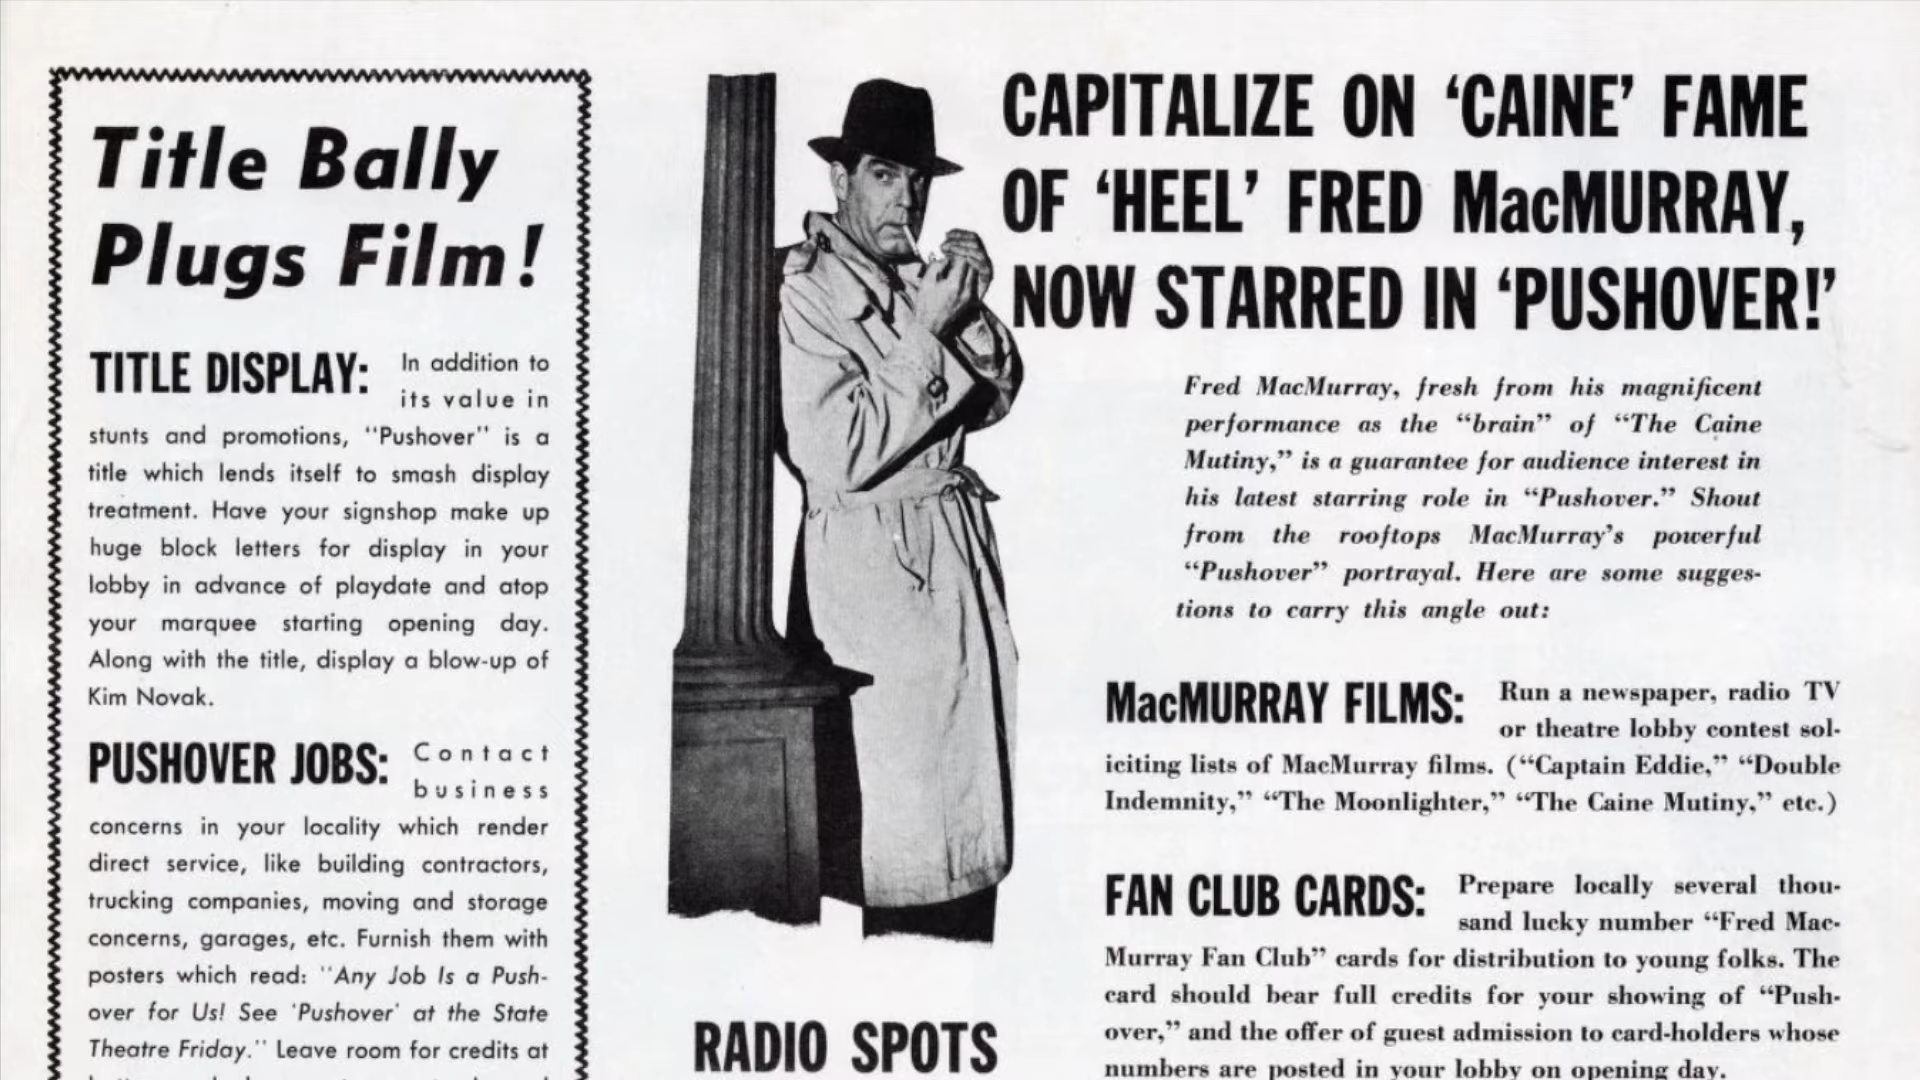 Title Bally
Plugs Film!
TITLE DISPLAY: In addition to
its value in
stunts and promotions, "Pushover" is a
title which lends itself to smash display
treatment. Have your signshop make up
huge block letters for display in your
lobby in advance of playdate and atop
your marquee starting opening day.
Along with the title, display a blow-up of
Kim Novak.
PUSHOVER JOBS: Contact
business
concerns in your locality which render
direct service, like building contractors,
trucking companies, moving and storage
concerns, garages, etc. Furnish them with
posters which read: "Any Job Is a Push-
over for Us! See 'Pushover' at the State
Theatre Friday." Leave room for credits at
CAPITALIZE ON ‘CAINE’ FAME
OF ‘HEEL’ FRED MacMURRAY,
NOW STARRED IN ‘PUSHOVER!’
Fred MacMurray, fresh from his magnificent
performance as the “brain” of “The Caine
Mutiny,” is a guarantee for audience interest in
his latest starring role in “Pushover.” Shout
from the rooftops MacMurray’s powerful
“Pushover” portrayal. Here are some sugges-
tions to carry this angle out:
MacMURRAY FILMS: Run a newspaper, radio TV
or theatre lobby contest sol-
iciting lists of MacMurray films. (“Captain Eddie,” “Double
Indemnity,” “The Moonlighter,” “The Caine Mutiny,” etc.)
FAN CLUB CARDS: Prepare locally several thou-
sand lucky number “Fred Mac-
Murray Fan Club” cards for distribution to young folks. The
card should bear full credits for your showing of “Push-
over,” and the offer of guest admission to card-holders whose
numbers are posted in your lobby on opening day.
RADIO SPOTS